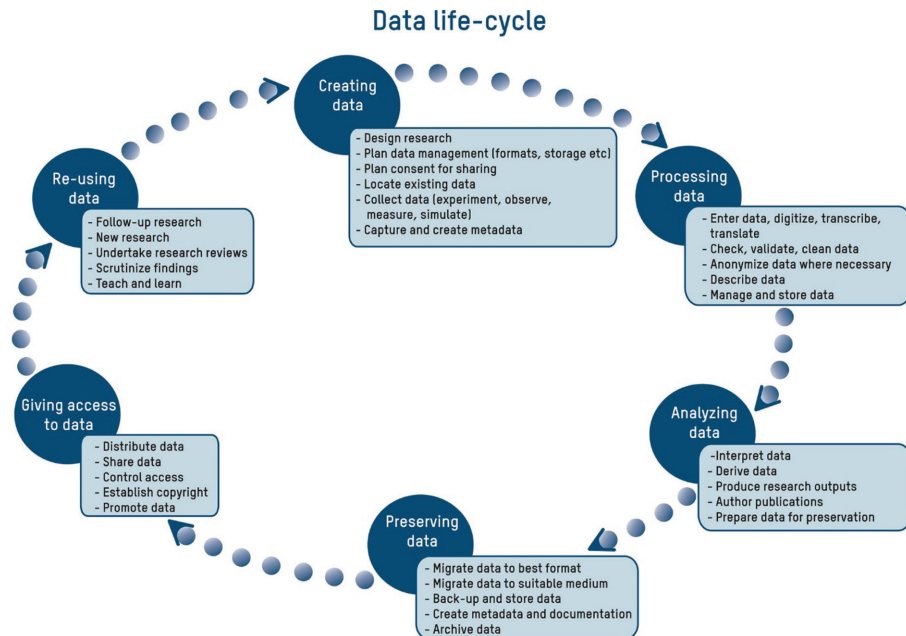 Data life-cycle
Creating
data
- Design research
- Plan data management (formats, storage etc)
- Plan consent for sharing
- Locate existing data
- Collect data (experiment, observe,
measure, simulate)
- Capture and create metadata
Processing
data
- Enter data, digitize, transcribe,
translate
- Check, validate, clean data
- Anonymize data where necessary
- Describe data
- Manage and store data
Analyzing
data
-Interpret data
- Derive data
- Produce research outputs
- Author publications
- Prepare data for preservation
Preserving
data
- Migrate data to best format
- Migrate data to suitable medium
- Back-up and store data
- Create metadata and documentation
- Archive data
Giving access
to data
- Distribute data
- Share data
- Control access
- Establish copyright
- Promote data
Re-using
data
- Follow-up research
- New research
- Undertake research reviews
- Scrutinize findings
- Teach and learn